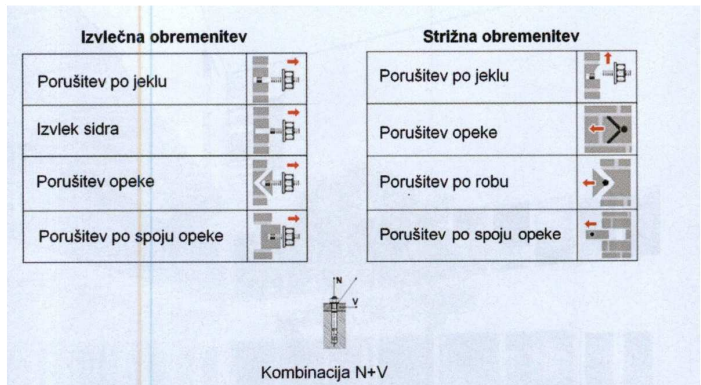 Izvlečna obremenitev
Porušitev po jeklu
Izvlek sidra
Porušitev opeke
Porušitev po spoju opeke
Strižna obremenitev
Porušitev po jeklu
Porušitev opeke
Porušitev po robu
Porušitev po spoju opeke
N
V
Kombinacija N+V